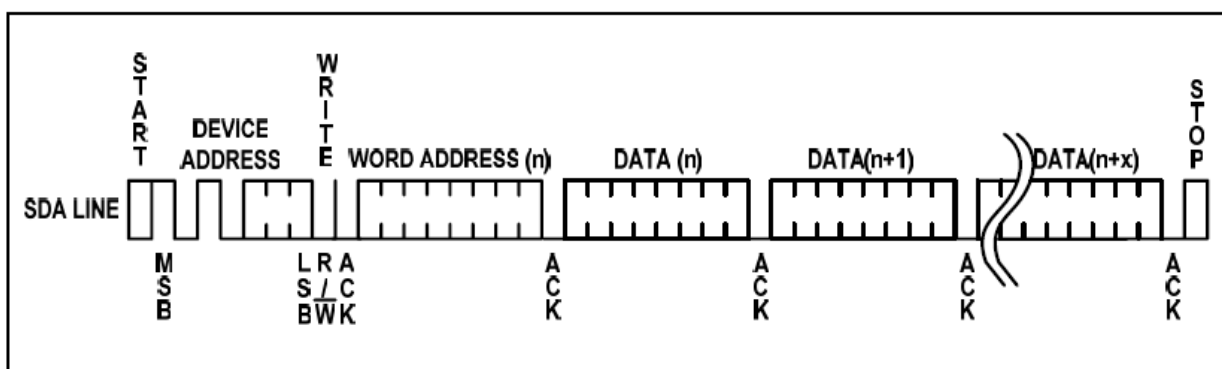 START
WRITE
STOP
DEVICE
ADDRESS
WORD ADDRESS (n)
DATA (n)
DATA(n+1)
DATA(n+x)
SDA LINE
MSB
LSB
R/W
ACK
ACK
ACK
ACK
ACK